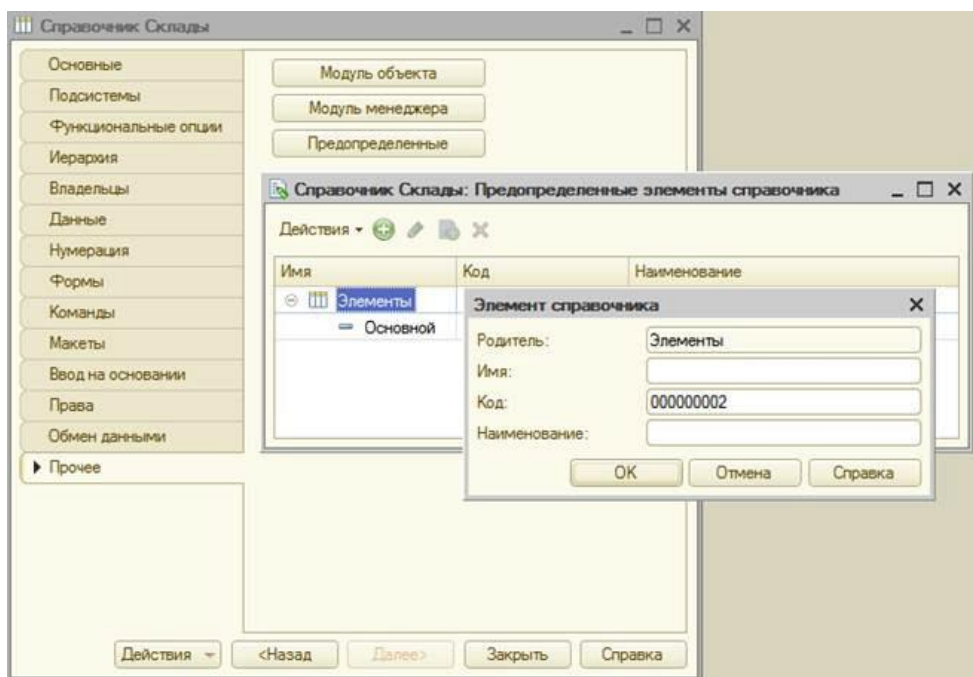 Справочник Склады
Основные
Подсистемы
Функциональные опции
Иерархия
Владельцы
Данные
Нумерация
Формы
Команды
Макеты
Ввод на основании
Права
Обмен данными
Прочее
Модуль объекта
Модуль менеджера
Предопределенные
Справочник Склады: Предопределенные элементы справочника
Действия
Имя Код Наименование
Элементы
Основной
Элемент справочника
Родитель: Элементы
Имя:
Код: 000000002
Наименование:
OK Отмена Справка
Действия <Назад Далее> Закрыть Справка